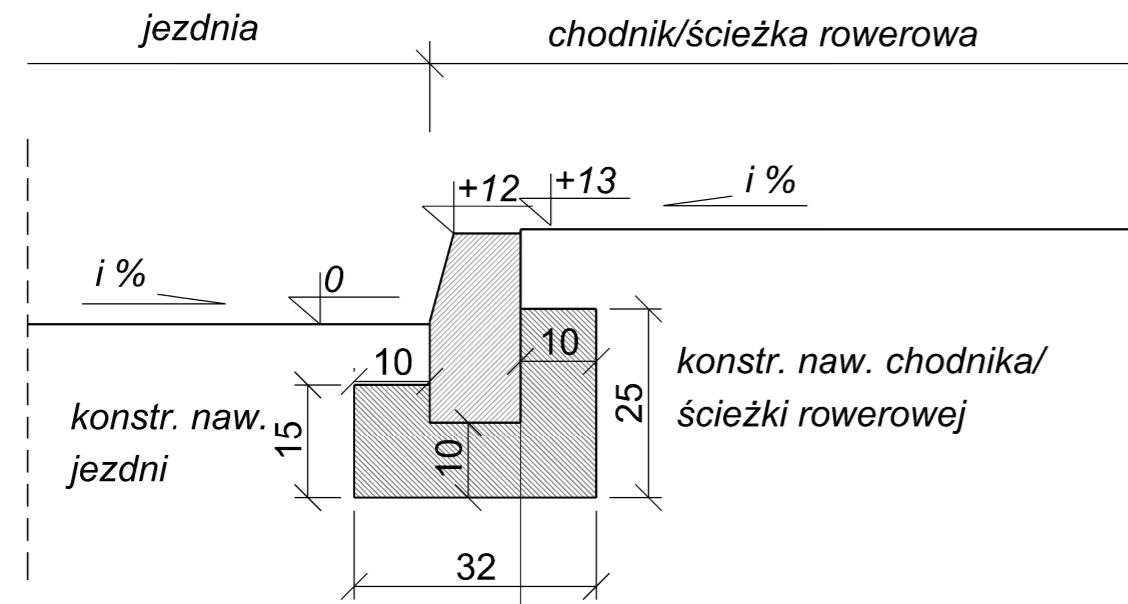 jezdnia
chodnik/ścieżka rowerowa
+12
+13
i %
i %
0
10
10
konstr. naw. chodnika/
ścieżki rowerowej
konstr. naw.
jezdni
15
10
25
32